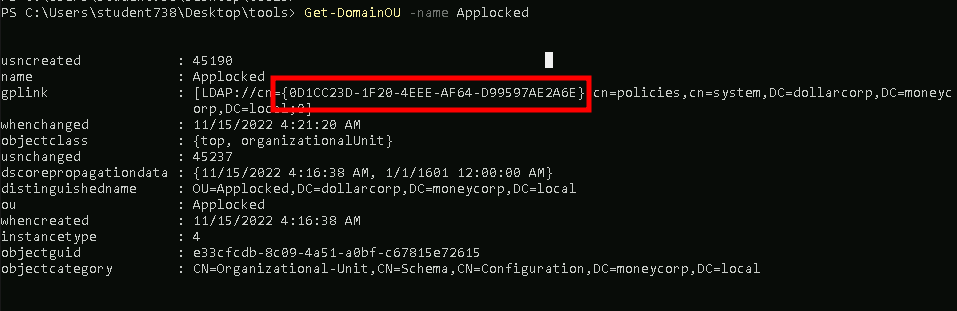 PS C:\Users\student738\Desktop\tools> Get-DomainOU -name Applocked
usncreated : 45190
name : Applocked
gplink : [LDAP://cn={0D1CC23D-1F20-4EEE-AF64-D99597AE2A6E},cn=policies,cn=system,DC=dollarcorp,DC=moneyc
orp,DC=local;0]
whenchanged : 11/15/2022 4:21:20 AM
objectclass : {top, organizationalUnit}
usnchanged : 45237
dscorepropagationdata : {11/15/2022 4:16:38 AM, 1/1/1601 12:00:00 AM}
distinguishedname : OU=Applocked,DC=dollarcorp,DC=moneycorp,DC=local
ou : Applocked
whencreated : 11/15/2022 4:16:38 AM
instancetype : 4
objectguid : e33cfcdb-8c09-4a51-a0bf-c67815e72615
objectcategory : CN=Organizational-Unit,CN=Schema,CN=Configuration,DC=moneycorp,DC=local